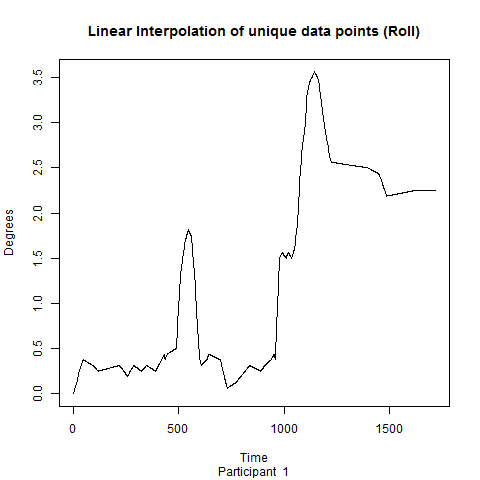 Linear Interpolation of unique data points (Roll)
Degrees
3.5
3.0
2.5
2.0
1.5
1.0
0.5
0.0
0 500 1000 1500
Time
Participant 1